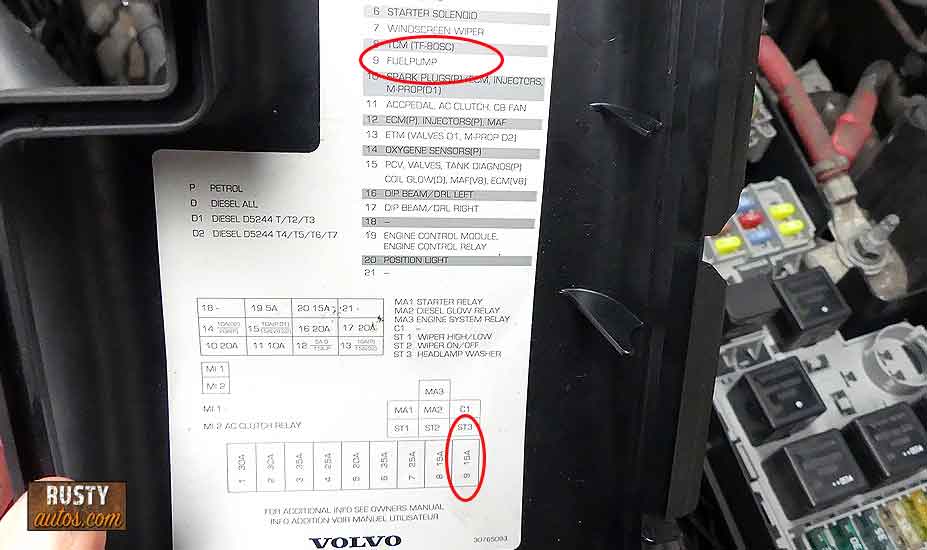 6 STARTER SOLENOID
7 WINDSCREEN WIPER
8 TCM (TF-80SC)
9 FUELPUMP
10 SPARK PLUGS(P), ECM, INJECTORS,
M-PROP(D1)
11 ACCPEDAL, AC CLUTCH, CB FAN
12 ECM(P), INJECTORS(P), MAF
13 ETM (VALVES D1, M-PROP D2)
14 OXYGENE SENSORS(P)
15 PCV, VALVES, TANK DIAGNOS(P)
COIL GLOW(D), MAF(V8), ECM(V8)
16 DIP BEAM/DRL LEFT
17 DIP BEAM/DRL RIGHT
18 -
19 ENGINE CONTROL MODULE,
ENGINE CONTROL RELAY
20 POSITION LIGHT
21 -
P PETROL
D DIESEL ALL
D1 DIESEL D5244 T/T2/T3
D2 DIESEL D5244 T4/T5/T6/T7
18 - 19 5A 20 15A 21 -
14 15 16 20A 17 20A
10 20A 11 10A 12 13
MA1 STARTER RELAY
MA2 DIESEL GLOW RELAY
MA3 ENGINE SYSTEM RELAY
C1 -
ST 1 WIPER HIGH/LOW
ST 2 WIPER ON/OFF
ST 3 HEADLAMP WASHER
MI 1
MI 2
MI 1 -
MI 2 AC CLUTCH RELAY
MA3
MA1 MA2 C1
ST1 ST2 ST3
1 30A 2 30A 3 35A 4 25A 5 20A 6 35A 7 25A 8 15A 9 15A
FOR ADDITIONAL INFO SEE OWNERS MANUAL
INFO ADDITION VOIR MANUEL UTILISATEUR
VOLVO
30765093
RUSTY
autos.com